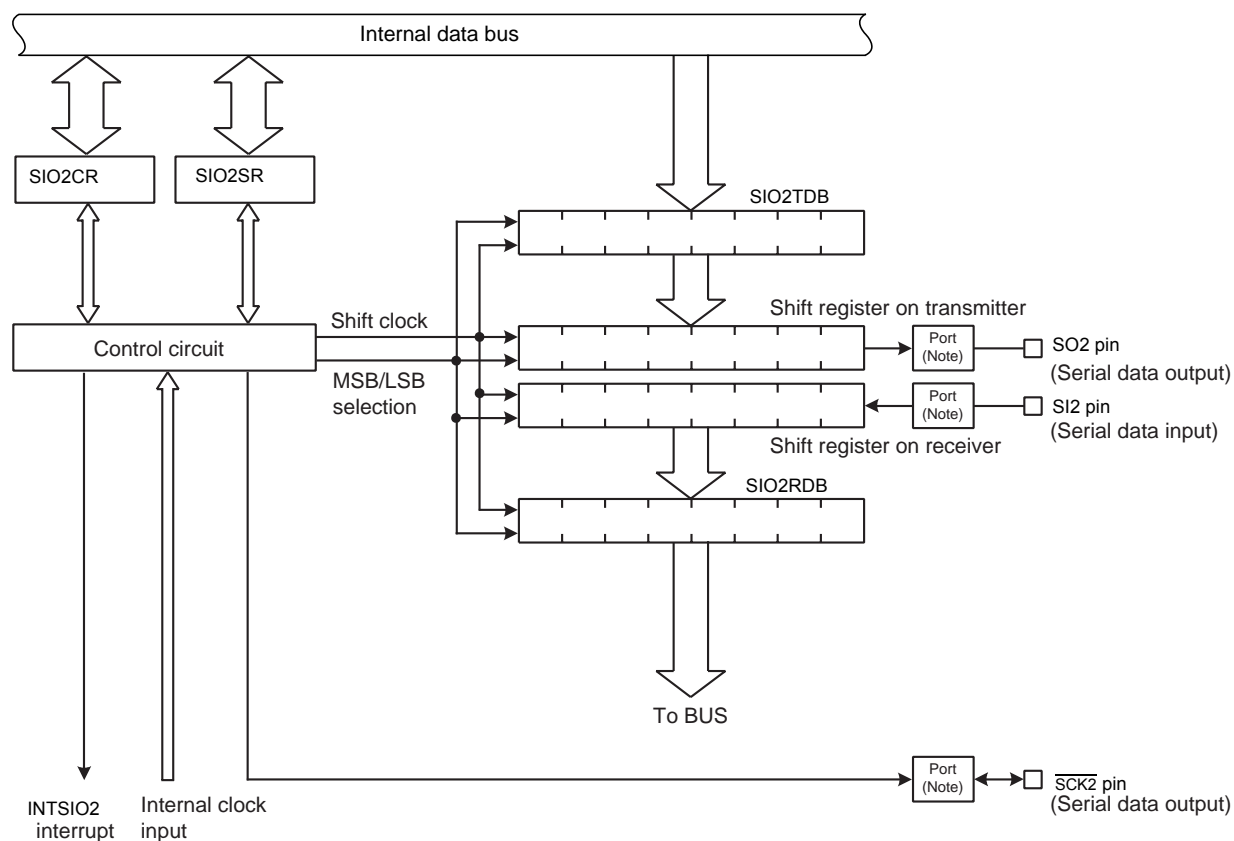 Internal data bus
SIO2CR
SIO2SR
SIO2TDB
Shift clock
Shift register on transmitter
Control circuit
MSB/LSB
selection
Port
(Note)
SO2 pin
(Serial data output)
Port
(Note)
SI2 pin
(Serial data input)
Shift register on receiver
SIO2RDB
To BUS
INTSIO2
interrupt
Internal clock
input
Port
(Note)
SCK2 pin
(Serial data output)